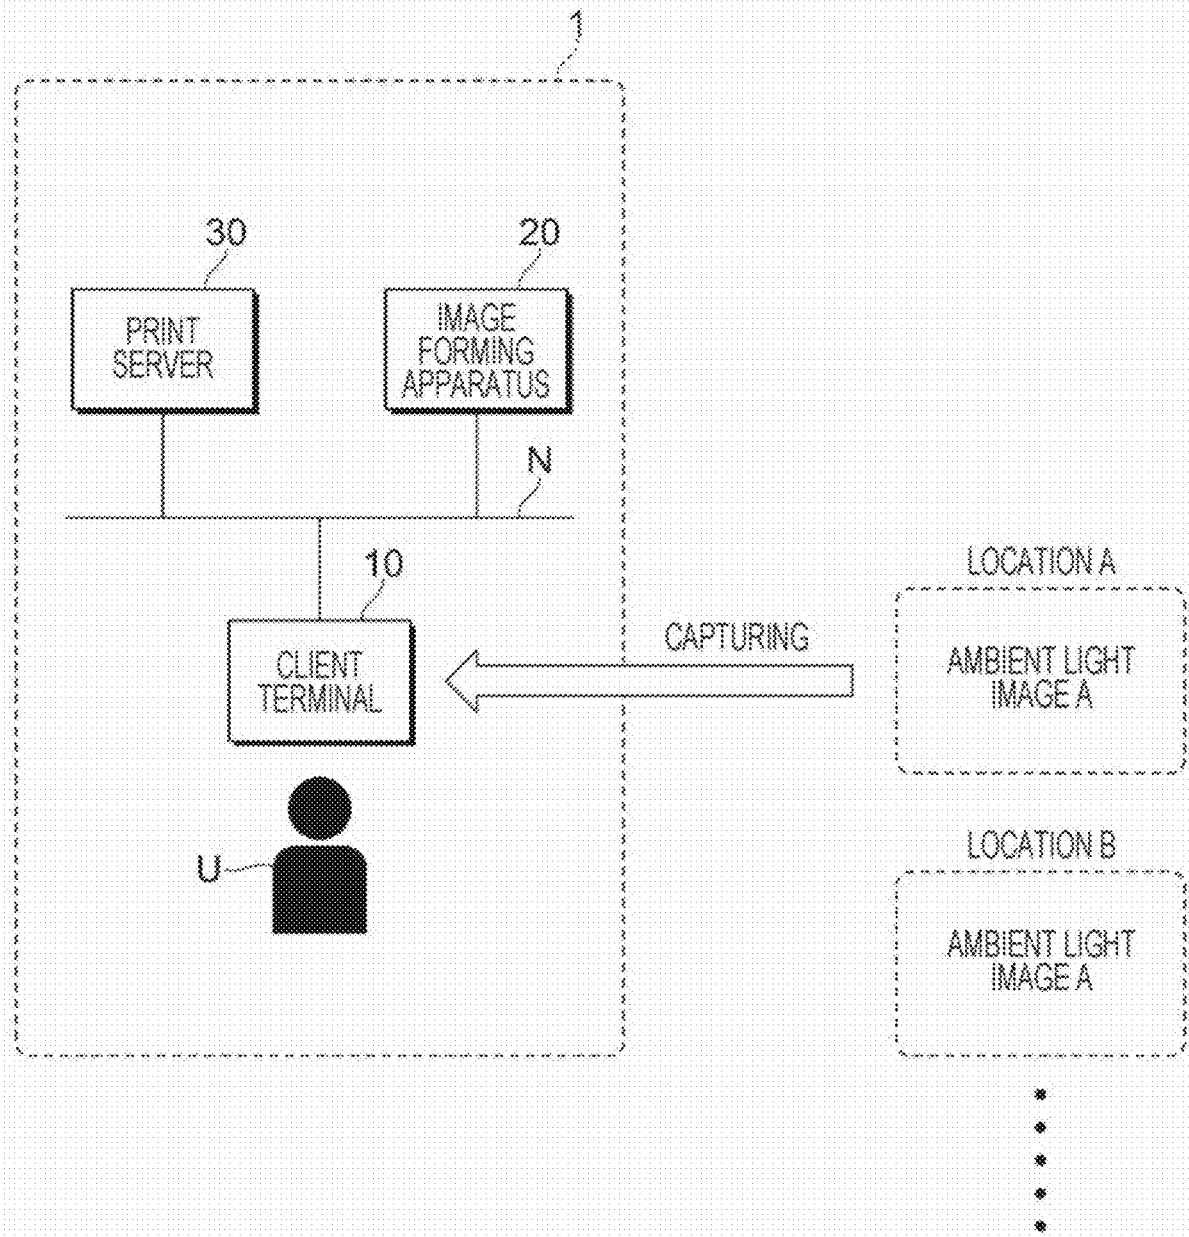 1
30
20
PRINT
SERVER
IMAGE
FORMING
APPARATUS
N
10
CLIENT
TERMINAL
U
CAPTURING
LOCATION A
AMBIENT LIGHT
IMAGE A
LOCATION B
AMBIENT LIGHT
IMAGE A